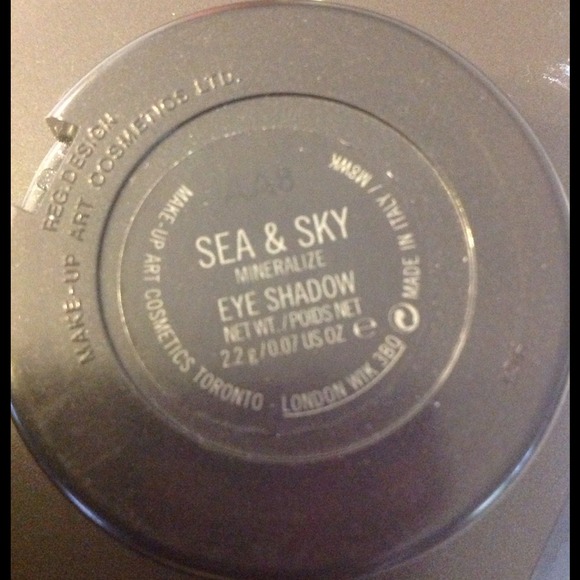 REG.DESIGN
MAKE-UP ART COSMETICS LTD.
AA8
SEA & SKY
MINERALIZE
EYE SHADOW
NET WT./POIDS NET
2.2 g/0.07 US OZ e
MAKE-UP ART COSMETICS TORONTO - LONDON W1K 3BQ
MADE IN ITALY / M8WK